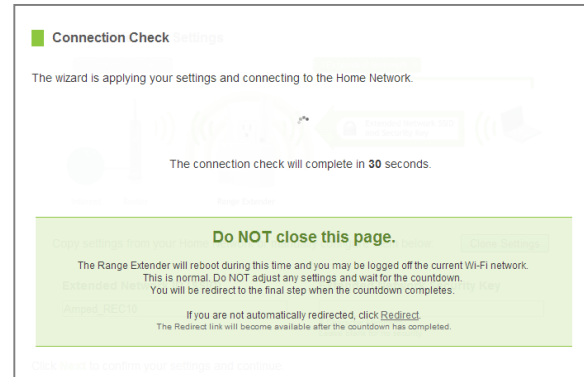 Connection Check Settings
The wizard is applying your settings and connecting to the Home Network.
The connection check will complete in 30 seconds.
Do NOT close this page.
The Range Extender will reboot during this time and you may be logged off the current Wi-Fi network.
This is normal. Do NOT adjust any settings and wait for the countdown.
You will be redirect to the final step when the countdown completes.
If you are not automatically redirected, click Redirect.
The Redirect link will become available after the countdown has completed.